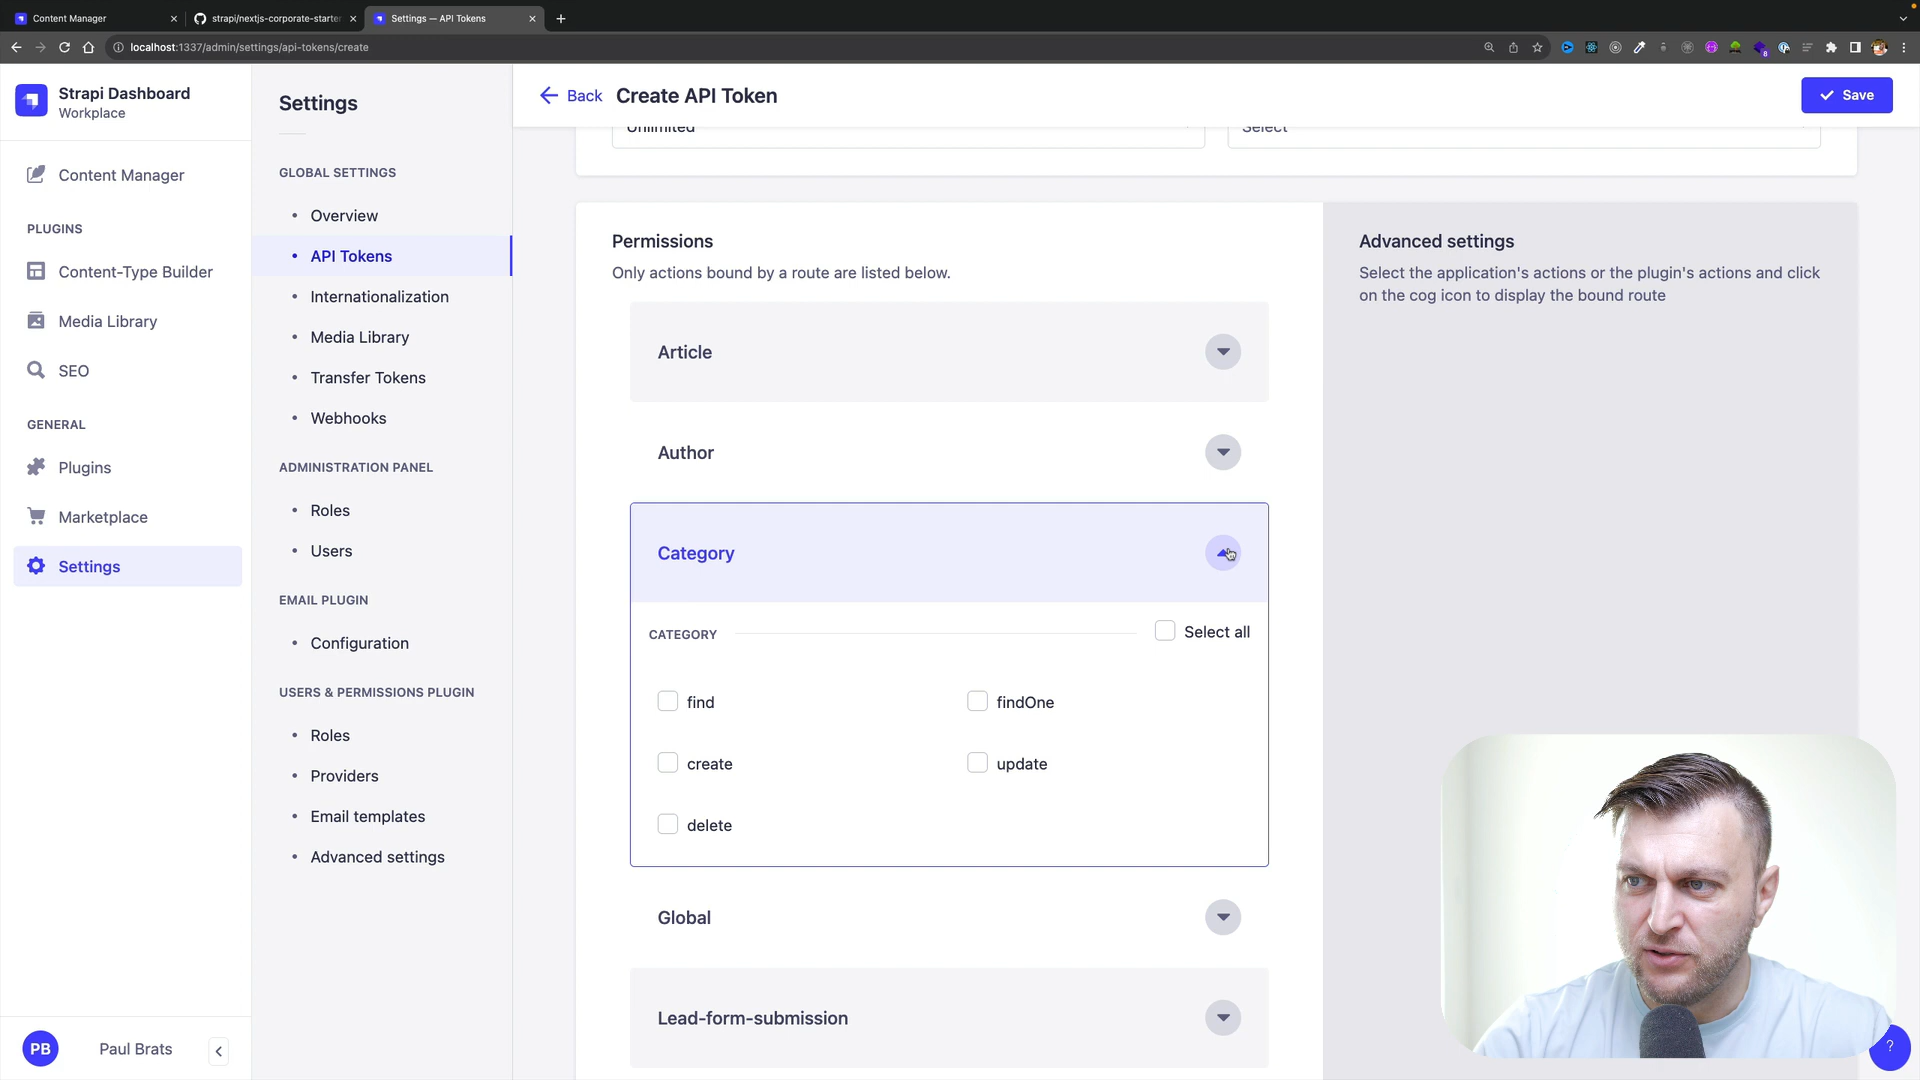 Content Manager
strapi/nextjs-corporate-starter
Settings — API Tokens
localhost:1337/admin/settings/api-tokens/create
8
Strapi Dashboard
Workplace
Content Manager
PLUGINS
Content-Type Builder
Media Library
SEO
GENERAL
Plugins
Marketplace
Settings
PB
Paul Brats
Settings
GLOBAL SETTINGS
• Overview
• API Tokens
• Internationalization
• Media Library
• Transfer Tokens
• Webhooks
ADMINISTRATION PANEL
• Roles
• Users
EMAIL PLUGIN
• Configuration
USERS & PERMISSIONS PLUGIN
• Roles
• Providers
• Email templates
• Advanced settings
Back
Create API Token
Save
Unlimited
Select
Permissions
Only actions bound by a route are listed below.
Article
Author
Category
CATEGORY
Select all
find
findOne
create
update
delete
Global
Lead-form-submission
Advanced settings
Select the application's actions or the plugin's actions and click
on the cog icon to display the bound route
?